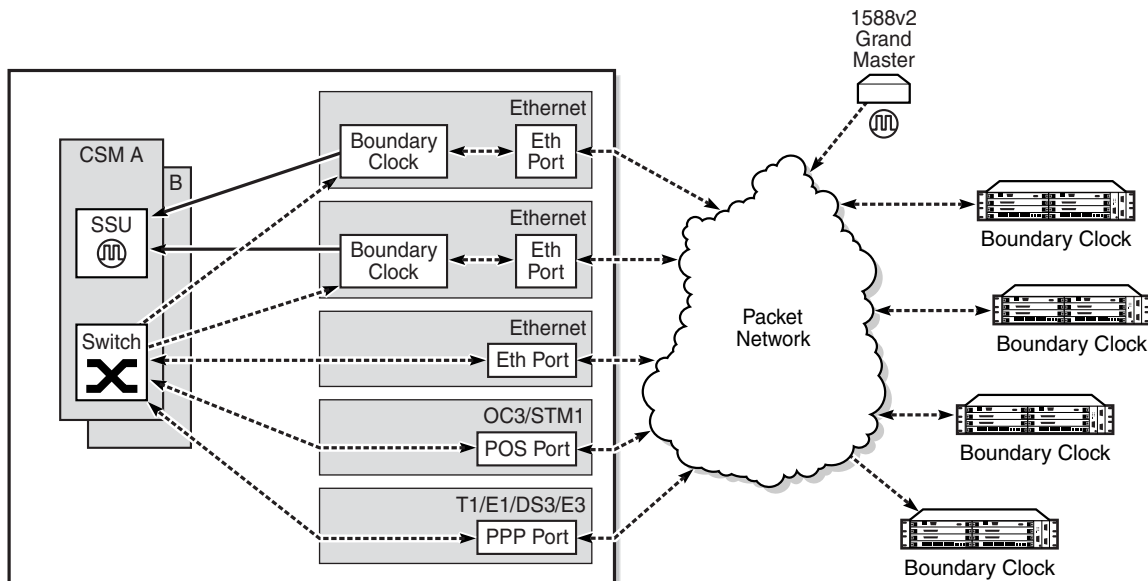 1588v2
Grand
Master
Ethernet
Boundary
Clock
Eth
Port
CSM A
B
SSU
Ethernet
Boundary
Clock
Eth
Port
Boundary Clock
Switch
Ethernet
Eth Port
Packet
Network
Boundary Clock
OC3/STM1
POS Port
Boundary Clock
T1/E1/DS3/E3
PPP Port
Boundary Clock